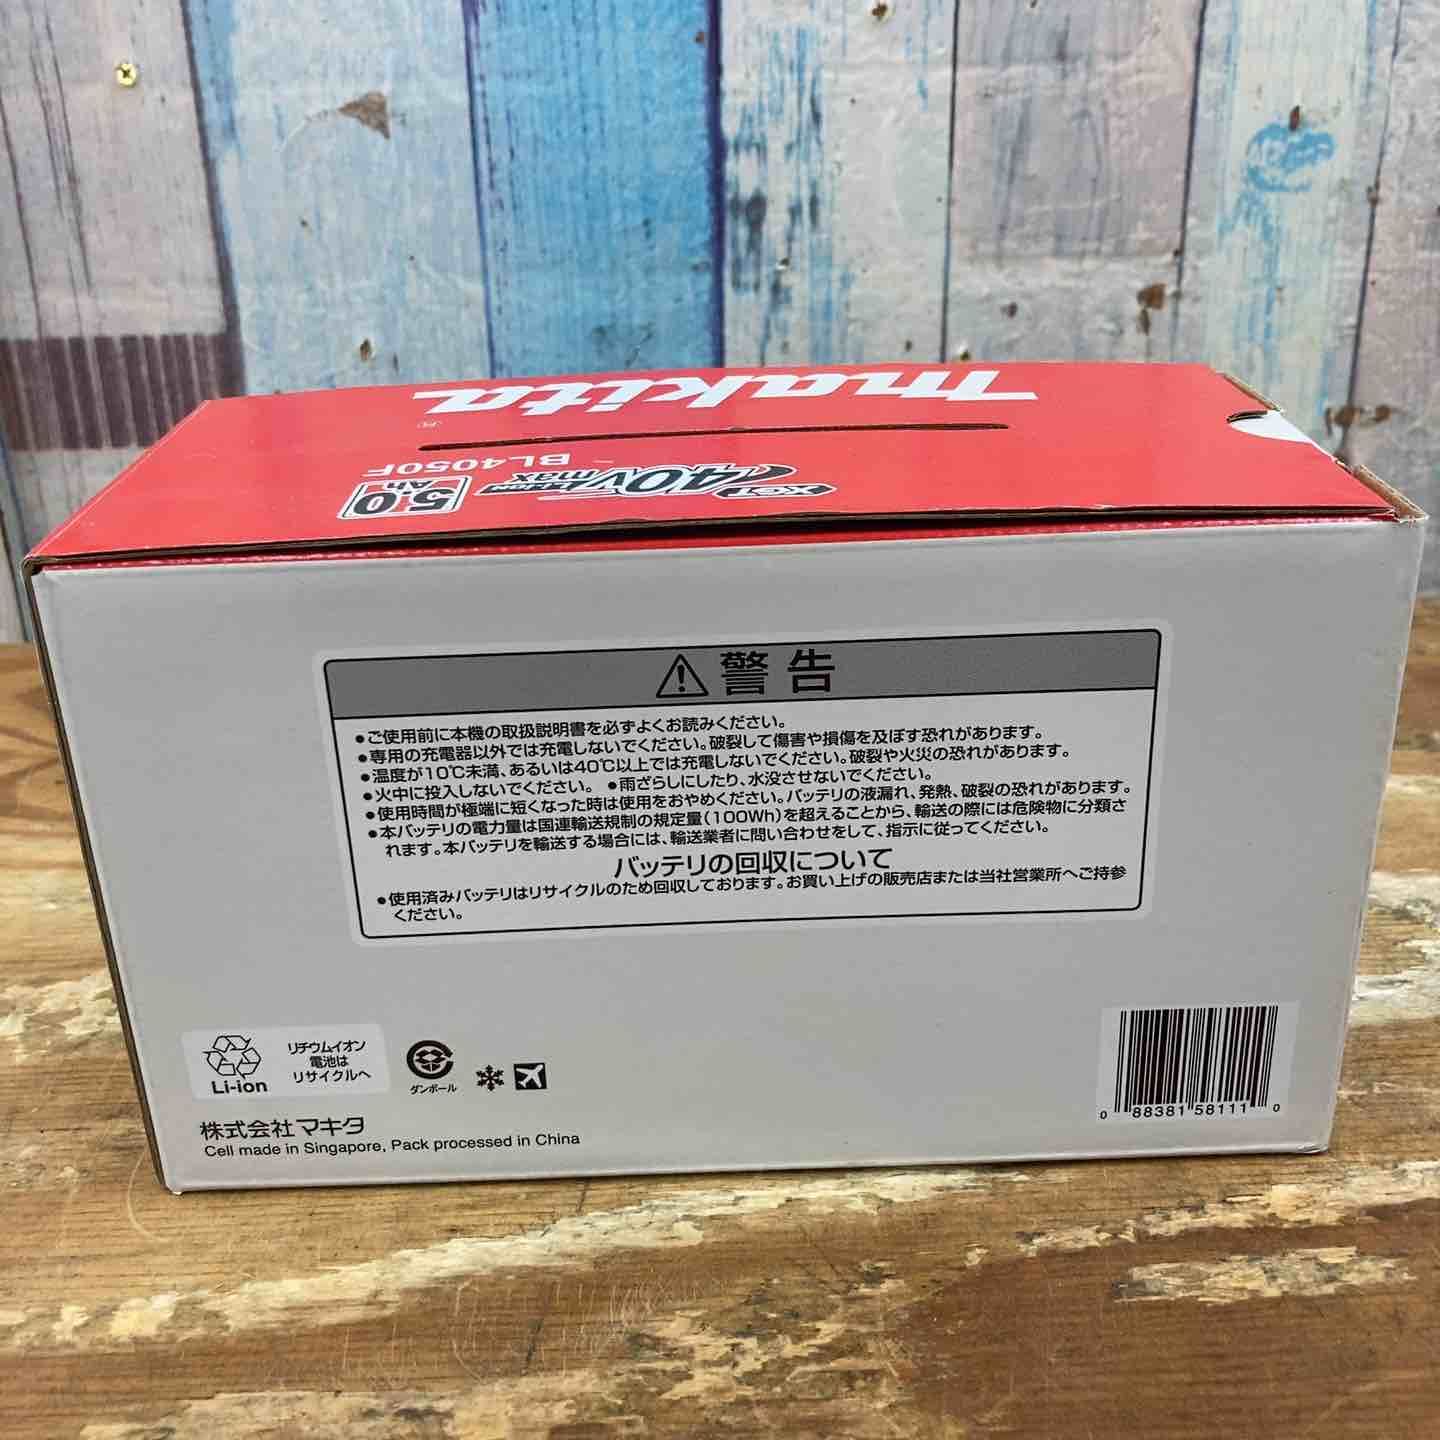 makita
BL4050F
XGT
40Vmax
Li-ion
5.0
Ah
警告
●ご使用前に本機の取扱説明書を必ずよくお読みください。
●専用の充電器以外では充電しないでください。破裂して傷害や損傷を及ぼす恐れがあります。
●温度が10℃未満、あるいは40℃以上では充電しないでください。破裂や火災の恐れがあります。
●火中に投入しないでください。 ●雨ざらしにしたり、水没させないでください。
●使用時間が極端に短くなった時は使用をおやめください。バッテリの液漏れ、発熱、破裂の恐れがあります。
●本バッテリの電力量は国連輸送規制の規定量(100Wh)を超えることから、輸送の際には危険物に分類さ
れます。本バッテリを輸送する場合には、輸送業者に問い合わせをして、指示に従ってください。
バッテリの回収について
●使用済みバッテリはリサイクルのため回収しております。お買い上げの販売店または当社営業所へご持参
ください。
Li-ion
リチウムイオン
電池は
リサイクルへ
ダンボール
株式会社マキタ
Cell made in Singapore, Pack processed in China
0 88381 58111 0